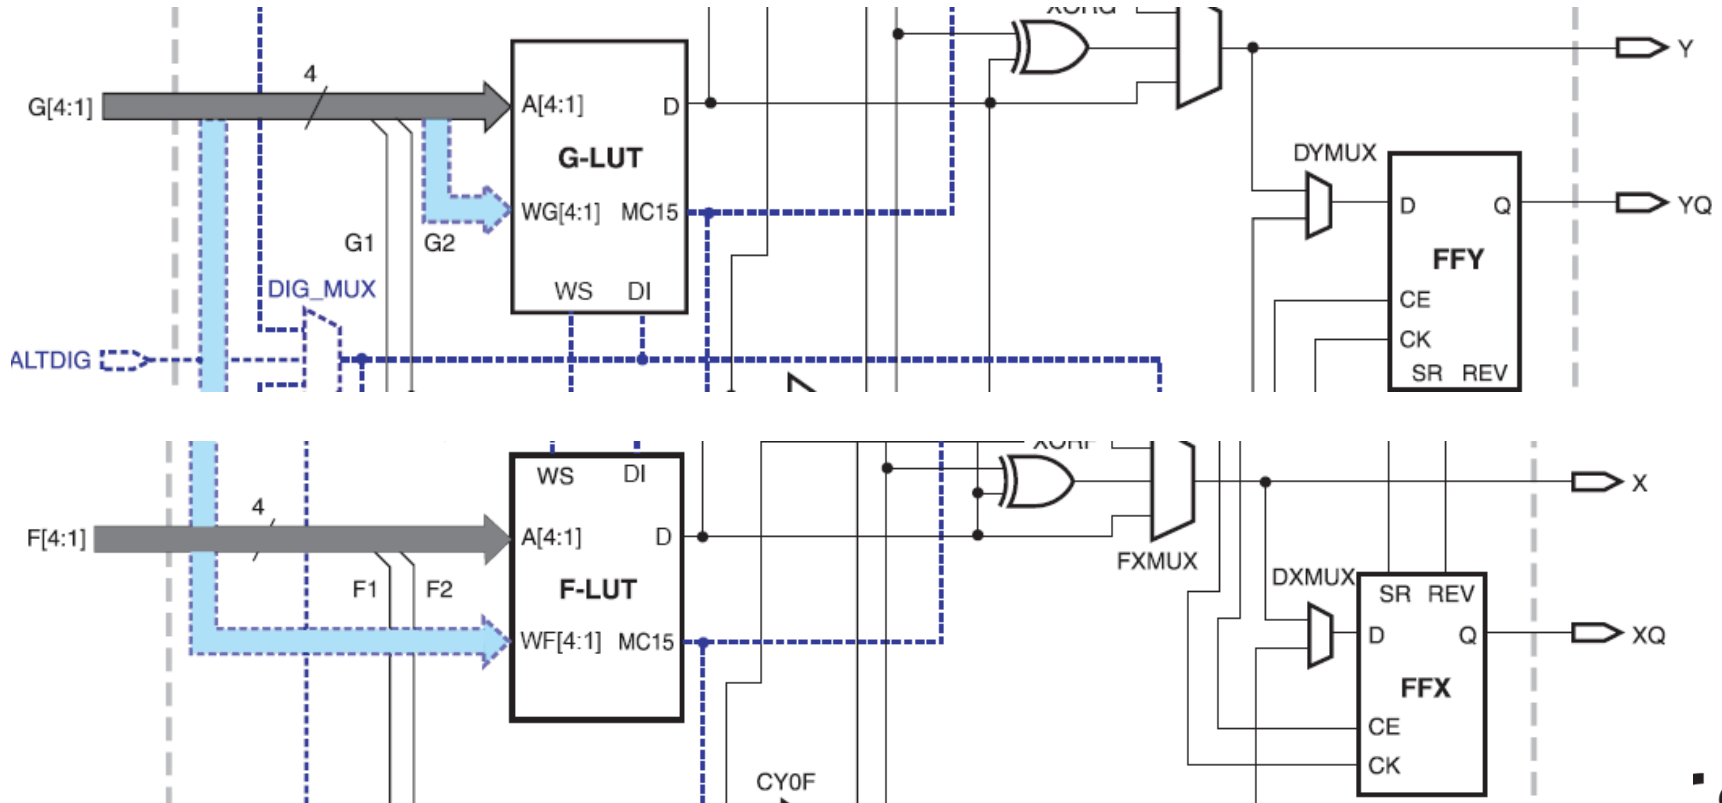 XORG
Y
4
G[4:1]
A[4:1] D
G-LUT
DYMUX
WG[4:1] MC15
D Q
YQ
G1 G2
FFY
DIG_MUX
WS DI
CE
CK
ALTDIG
SR REV
XORF
WS DI
X
4
F[4:1]
A[4:1] D
FXMUX
F1 F2
F-LUT
DXMUX
SR REV
WF[4:1] MC15
D Q
XQ
FFX
CE
CK
CY0F